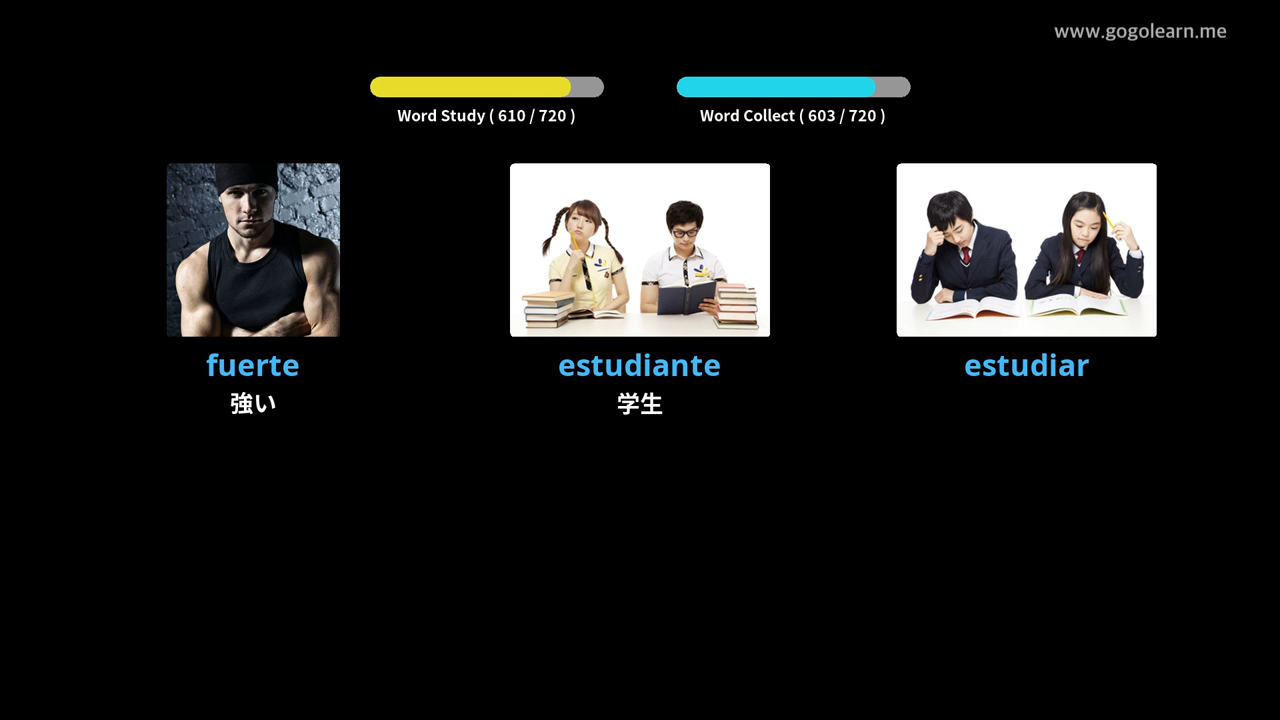 www.gogolearn.me
Word Study ( 610 / 720 )
Word Collect ( 603 / 720 )
fuerte
強い
estudiante
学生
estudiar